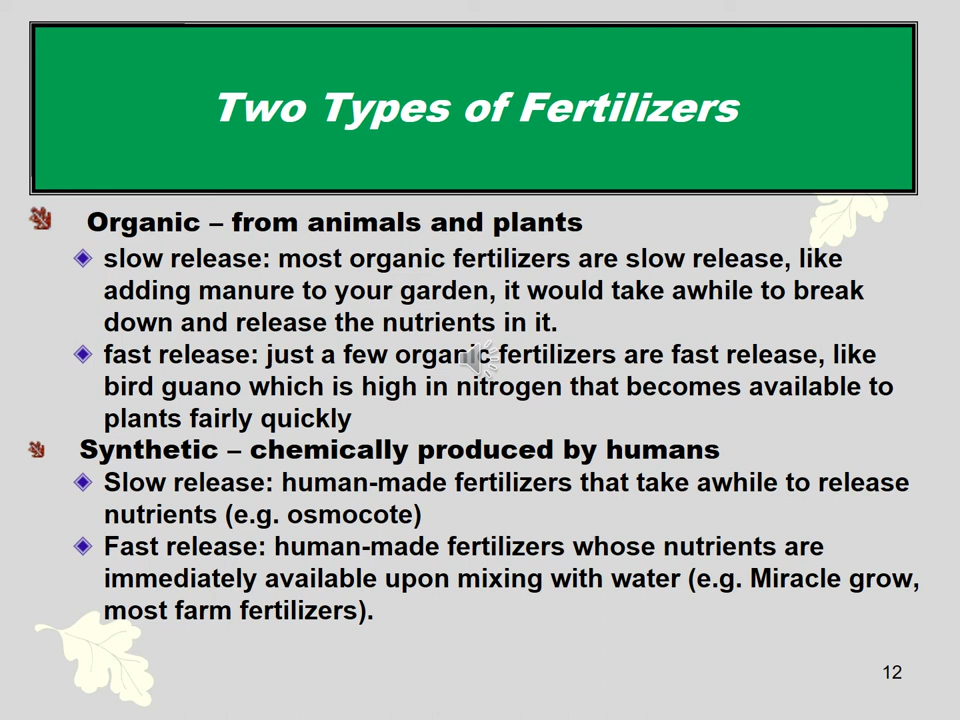 Two Types of Fertilizers
Organic – from animals and plants
slow release: most organic fertilizers are slow release, like
adding manure to your garden, it would take awhile to break
down and release the nutrients in it.
fast release: just a few organic fertilizers are fast release, like
bird guano which is high in nitrogen that becomes available to
plants fairly quickly
Synthetic – chemically produced by humans
Slow release: human-made fertilizers that take awhile to release
nutrients (e.g. osmocote)
Fast release: human-made fertilizers whose nutrients are
immediately available upon mixing with water (e.g. Miracle grow,
most farm fertilizers).
12